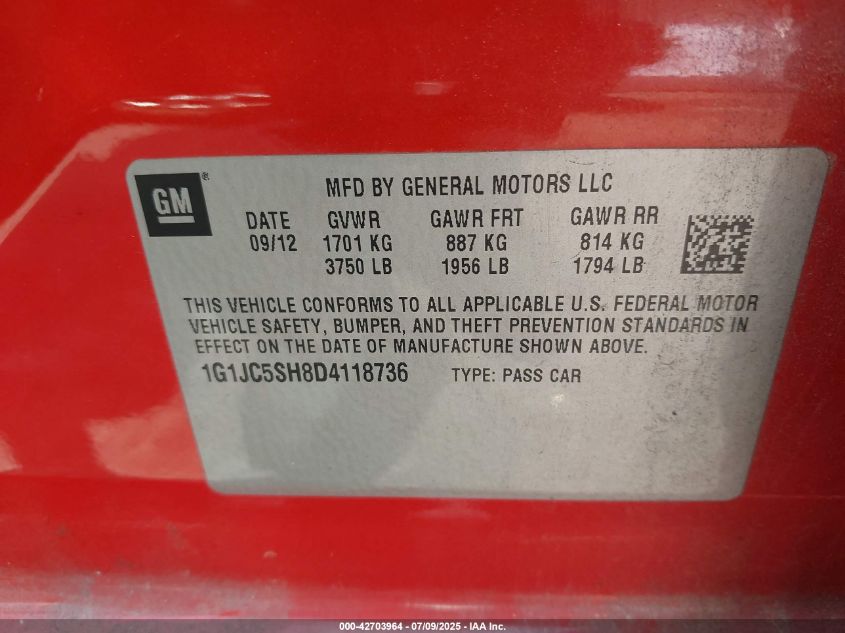 GM ®
MFD BY GENERAL MOTORS LLC
DATE GVWR GAWR FRT GAWR RR
09/12 1701 KG 887 KG 814 KG
3750 LB 1956 LB 1794 LB
THIS VEHICLE CONFORMS TO ALL APPLICABLE U.S. FEDERAL MOTOR
VEHICLE SAFETY, BUMPER, AND THEFT PREVENTION STANDARDS IN
EFFECT ON THE DATE OF MANUFACTURE SHOWN ABOVE.
1G1JC5SH8D4118736 TYPE: PASS CAR
000-42703964 - 07/09/2025 - IAA Inc.